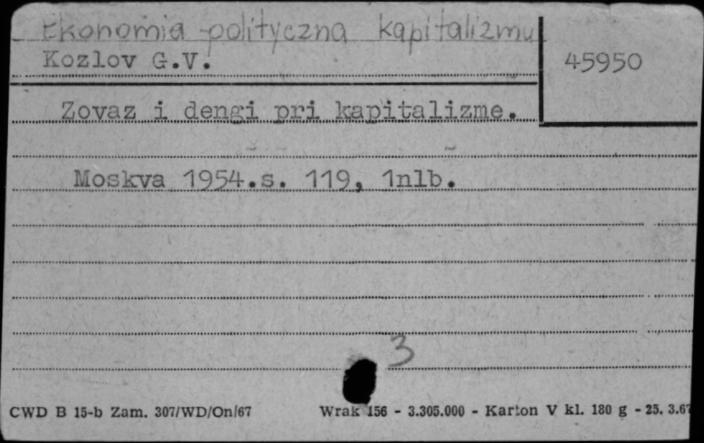 Ekonomia polityczna kapitalizmu
Kozlov G.V.
45950
Zovaz i dengi pri kapitalizme.
Moskva 1954.s. 119, 1nlb.
3
CWD B 15-b Zam. 307/WD/On/67 Wrak 156 - 3.305.000 - Karton V kl. 180 g - 25. 3.67